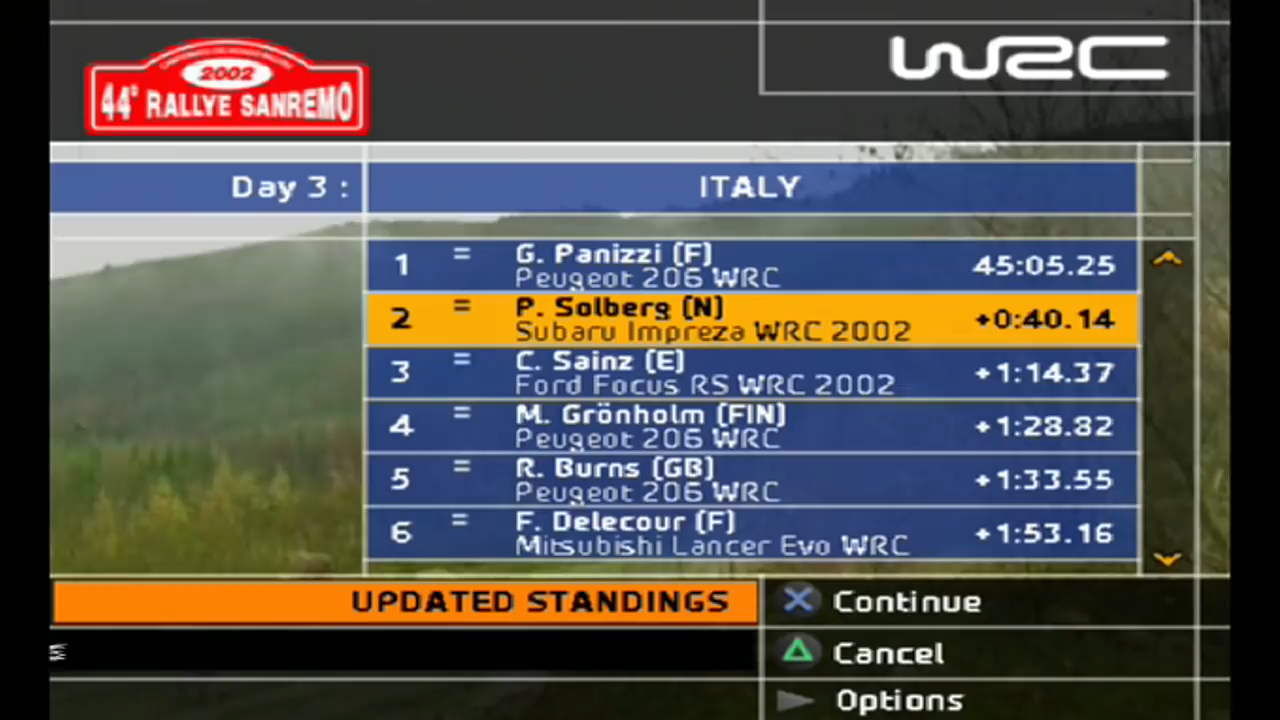 2002
44° RALLYE SANREMO
WRC
Day 3 :
ITALY
1 = G. Panizzi (F) 45:05.25
Peugeot 206 WRC
2 = P. Solberg (N) +0:40.14
Subaru Impreza WRC 2002
3 = C. Sainz (E) +1:14.37
Ford Focus RS WRC 2002
4 = M. Grönholm (FIN) +1:28.82
Peugeot 206 WRC
5 = R. Burns (GB) +1:33.55
Peugeot 206 WRC
6 = F. Delecour (F) +1:53.16
Mitsubishi Lancer Evo WRC
UPDATED STANDINGS
Continue
Cancel
Options